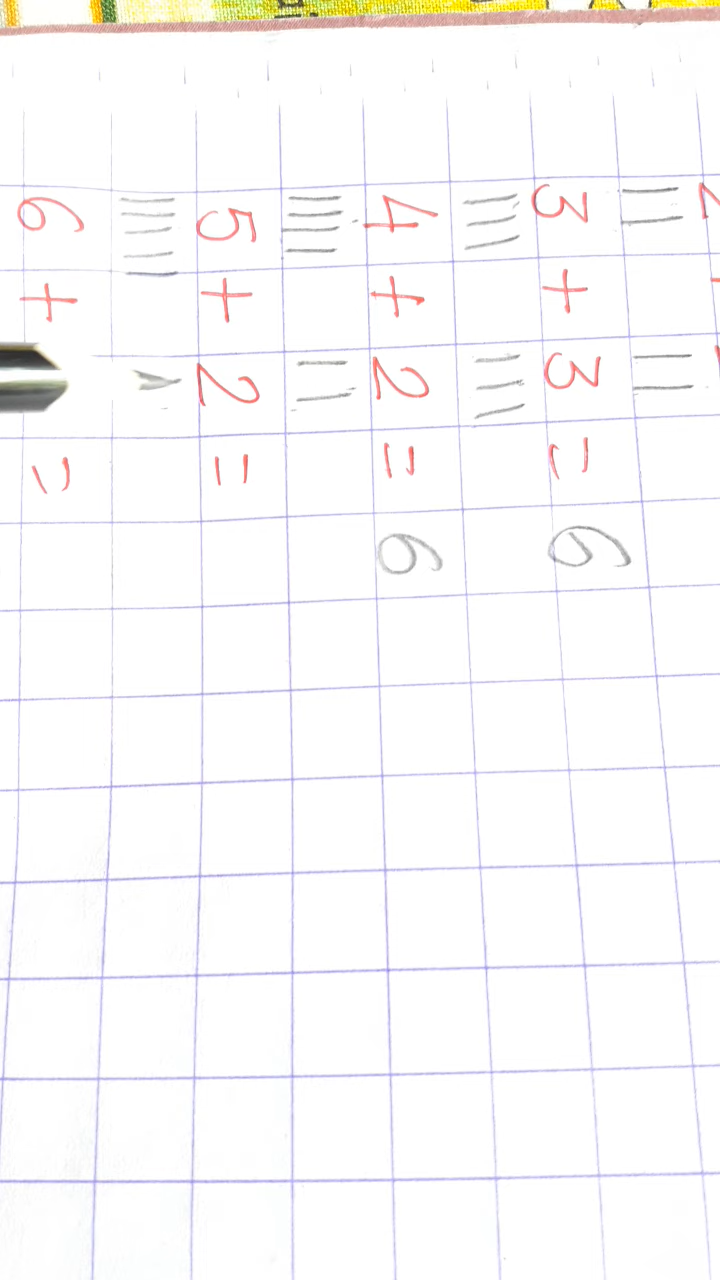 3 + 3 = 6
4 + 2 = 6
5 + 2 =
6 + =